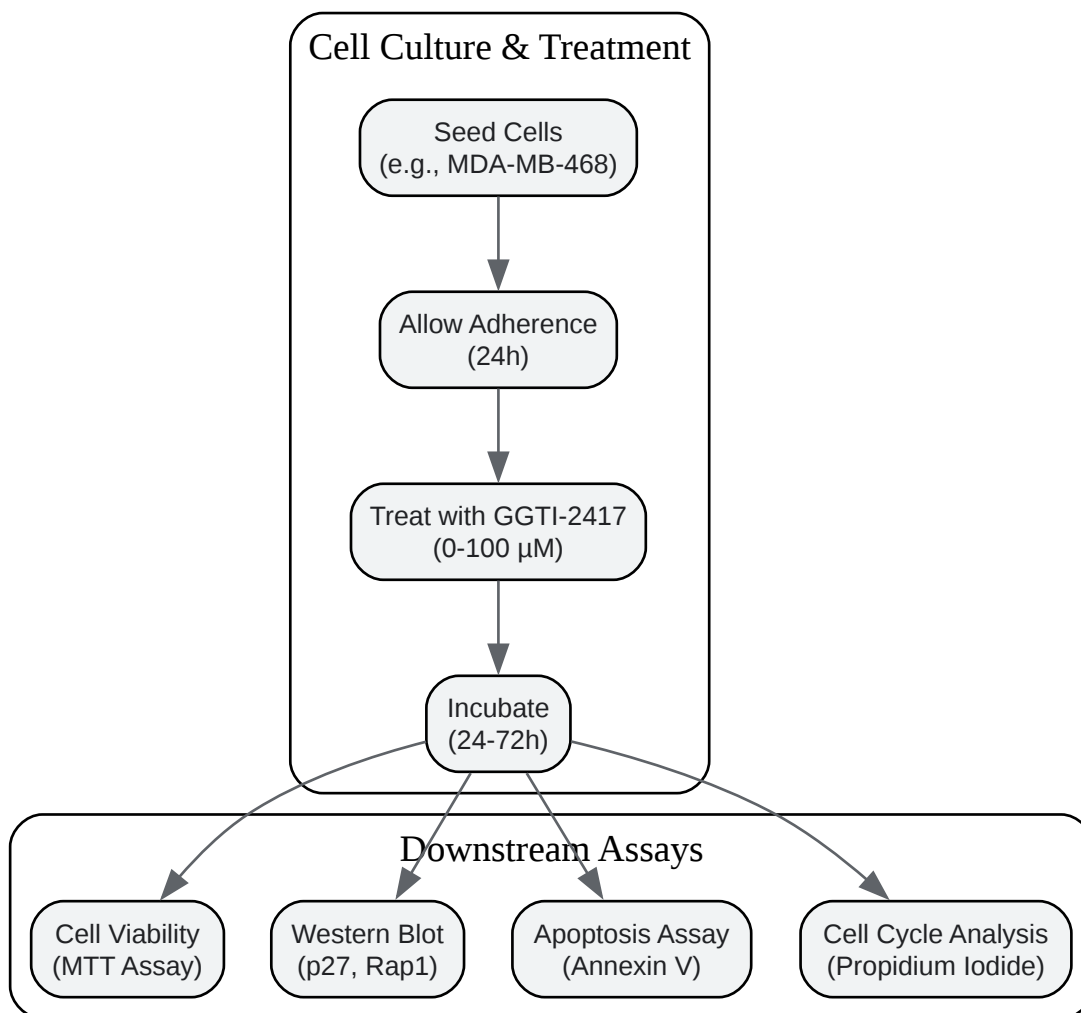 Cell Culture & Treatment
Seed Cells
(e.g., MDA-MB-468)
Allow Adherence
(24h)
Treat with GGTI-2417
(0-100 µM)
Incubate
(24-72h)
Downstream Assays
Cell Viability
(MTT Assay)
Western Blot
(p27, Rap1)
Apoptosis Assay
(Annexin V)
Cell Cycle Analysis
(Propidium Iodide)